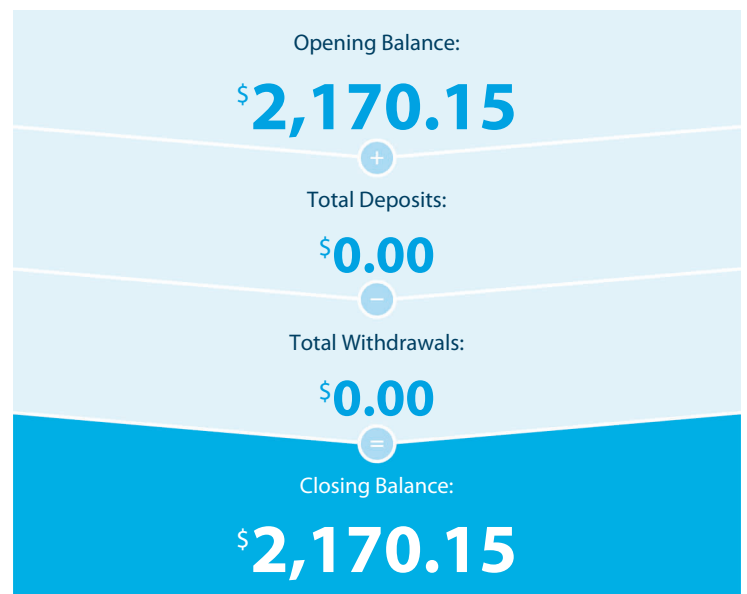 Opening Balance:
$2,170.15
+
Total Deposits:
$0.00
−
Total Withdrawals:
$0.00
=
Closing Balance:
$2,170.15